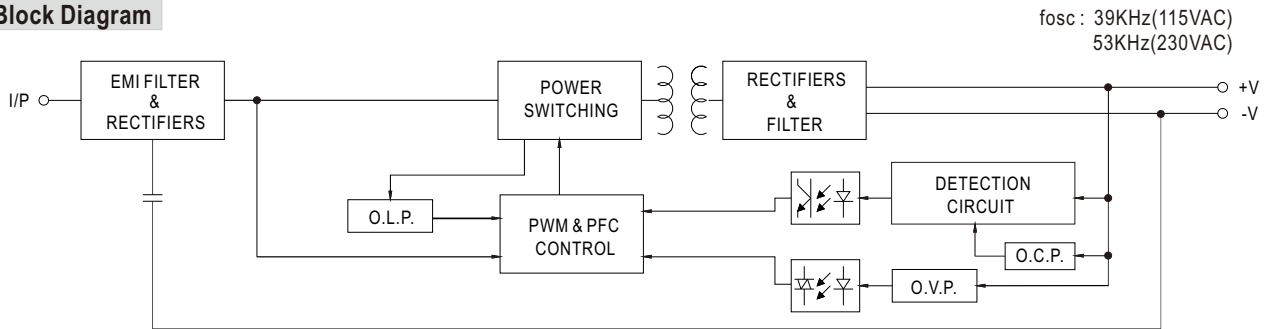 Block Diagram
fosc : 39KHz(115VAC)
53KHz(230VAC)
I/P
EMI FILTER
&
RECTIFIERS
POWER
SWITCHING
RECTIFIERS
&
FILTER
+V
-V
O.L.P.
PWM & PFC
CONTROL
DETECTION
CIRCUIT
O.C.P.
O.V.P.